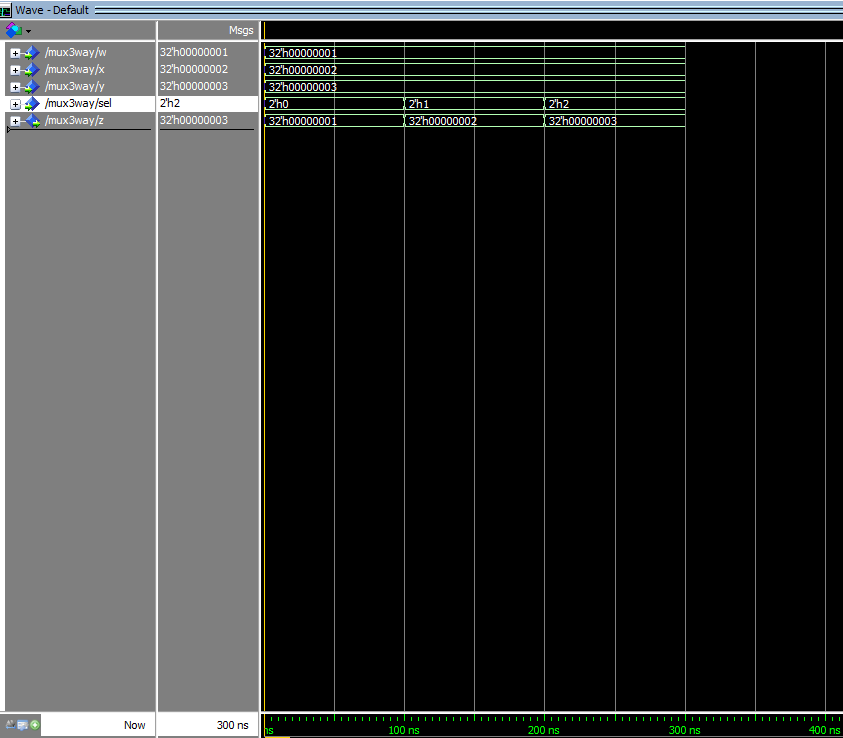 Wave - Default
Msgs
/mux3way/w 32'h00000001 32'h00000001
/mux3way/x 32'h00000002 32'h00000002
/mux3way/y 32'h00000003 32'h00000003
/mux3way/sel 2'h2 2'h0 2'h1 2'h2
/mux3way/z 32'h00000003 32'h00000001 32'h00000002 32'h00000003
Now 300 ns ns 100 ns 200 ns 300 ns 400 ns